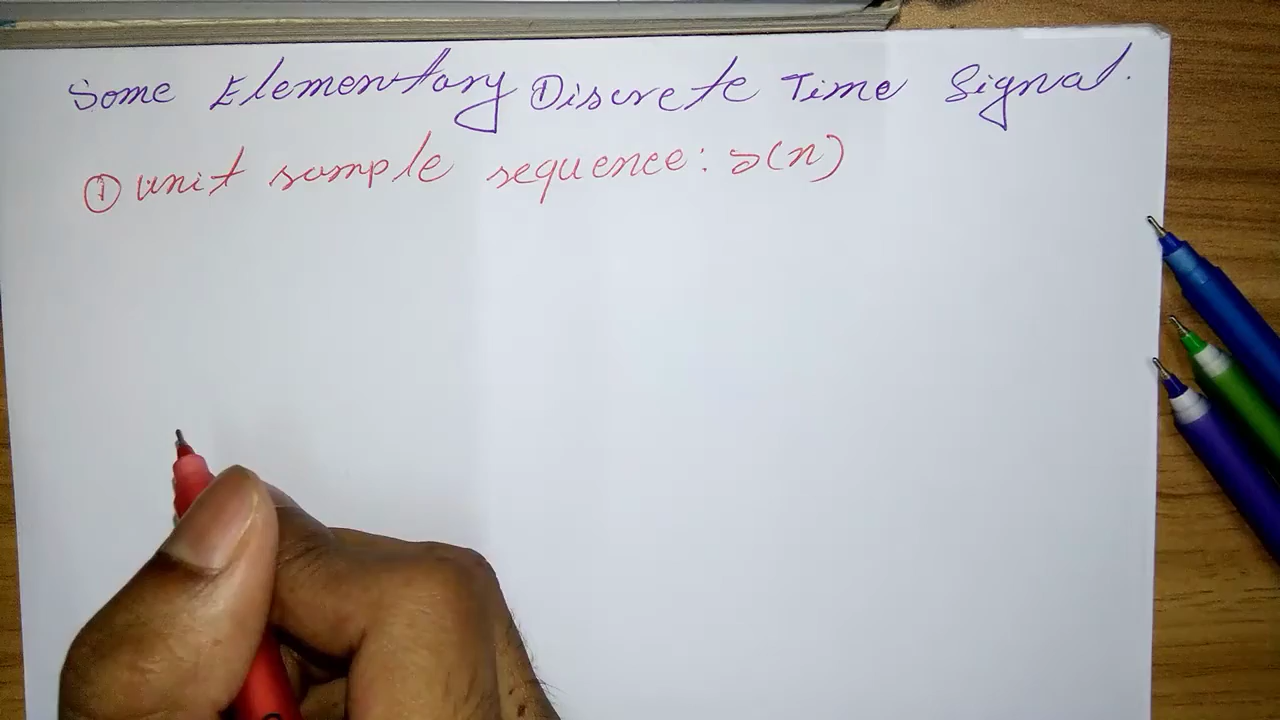 Some Elementary Discrete Time Signal.
① unit sample sequence: δ(n)